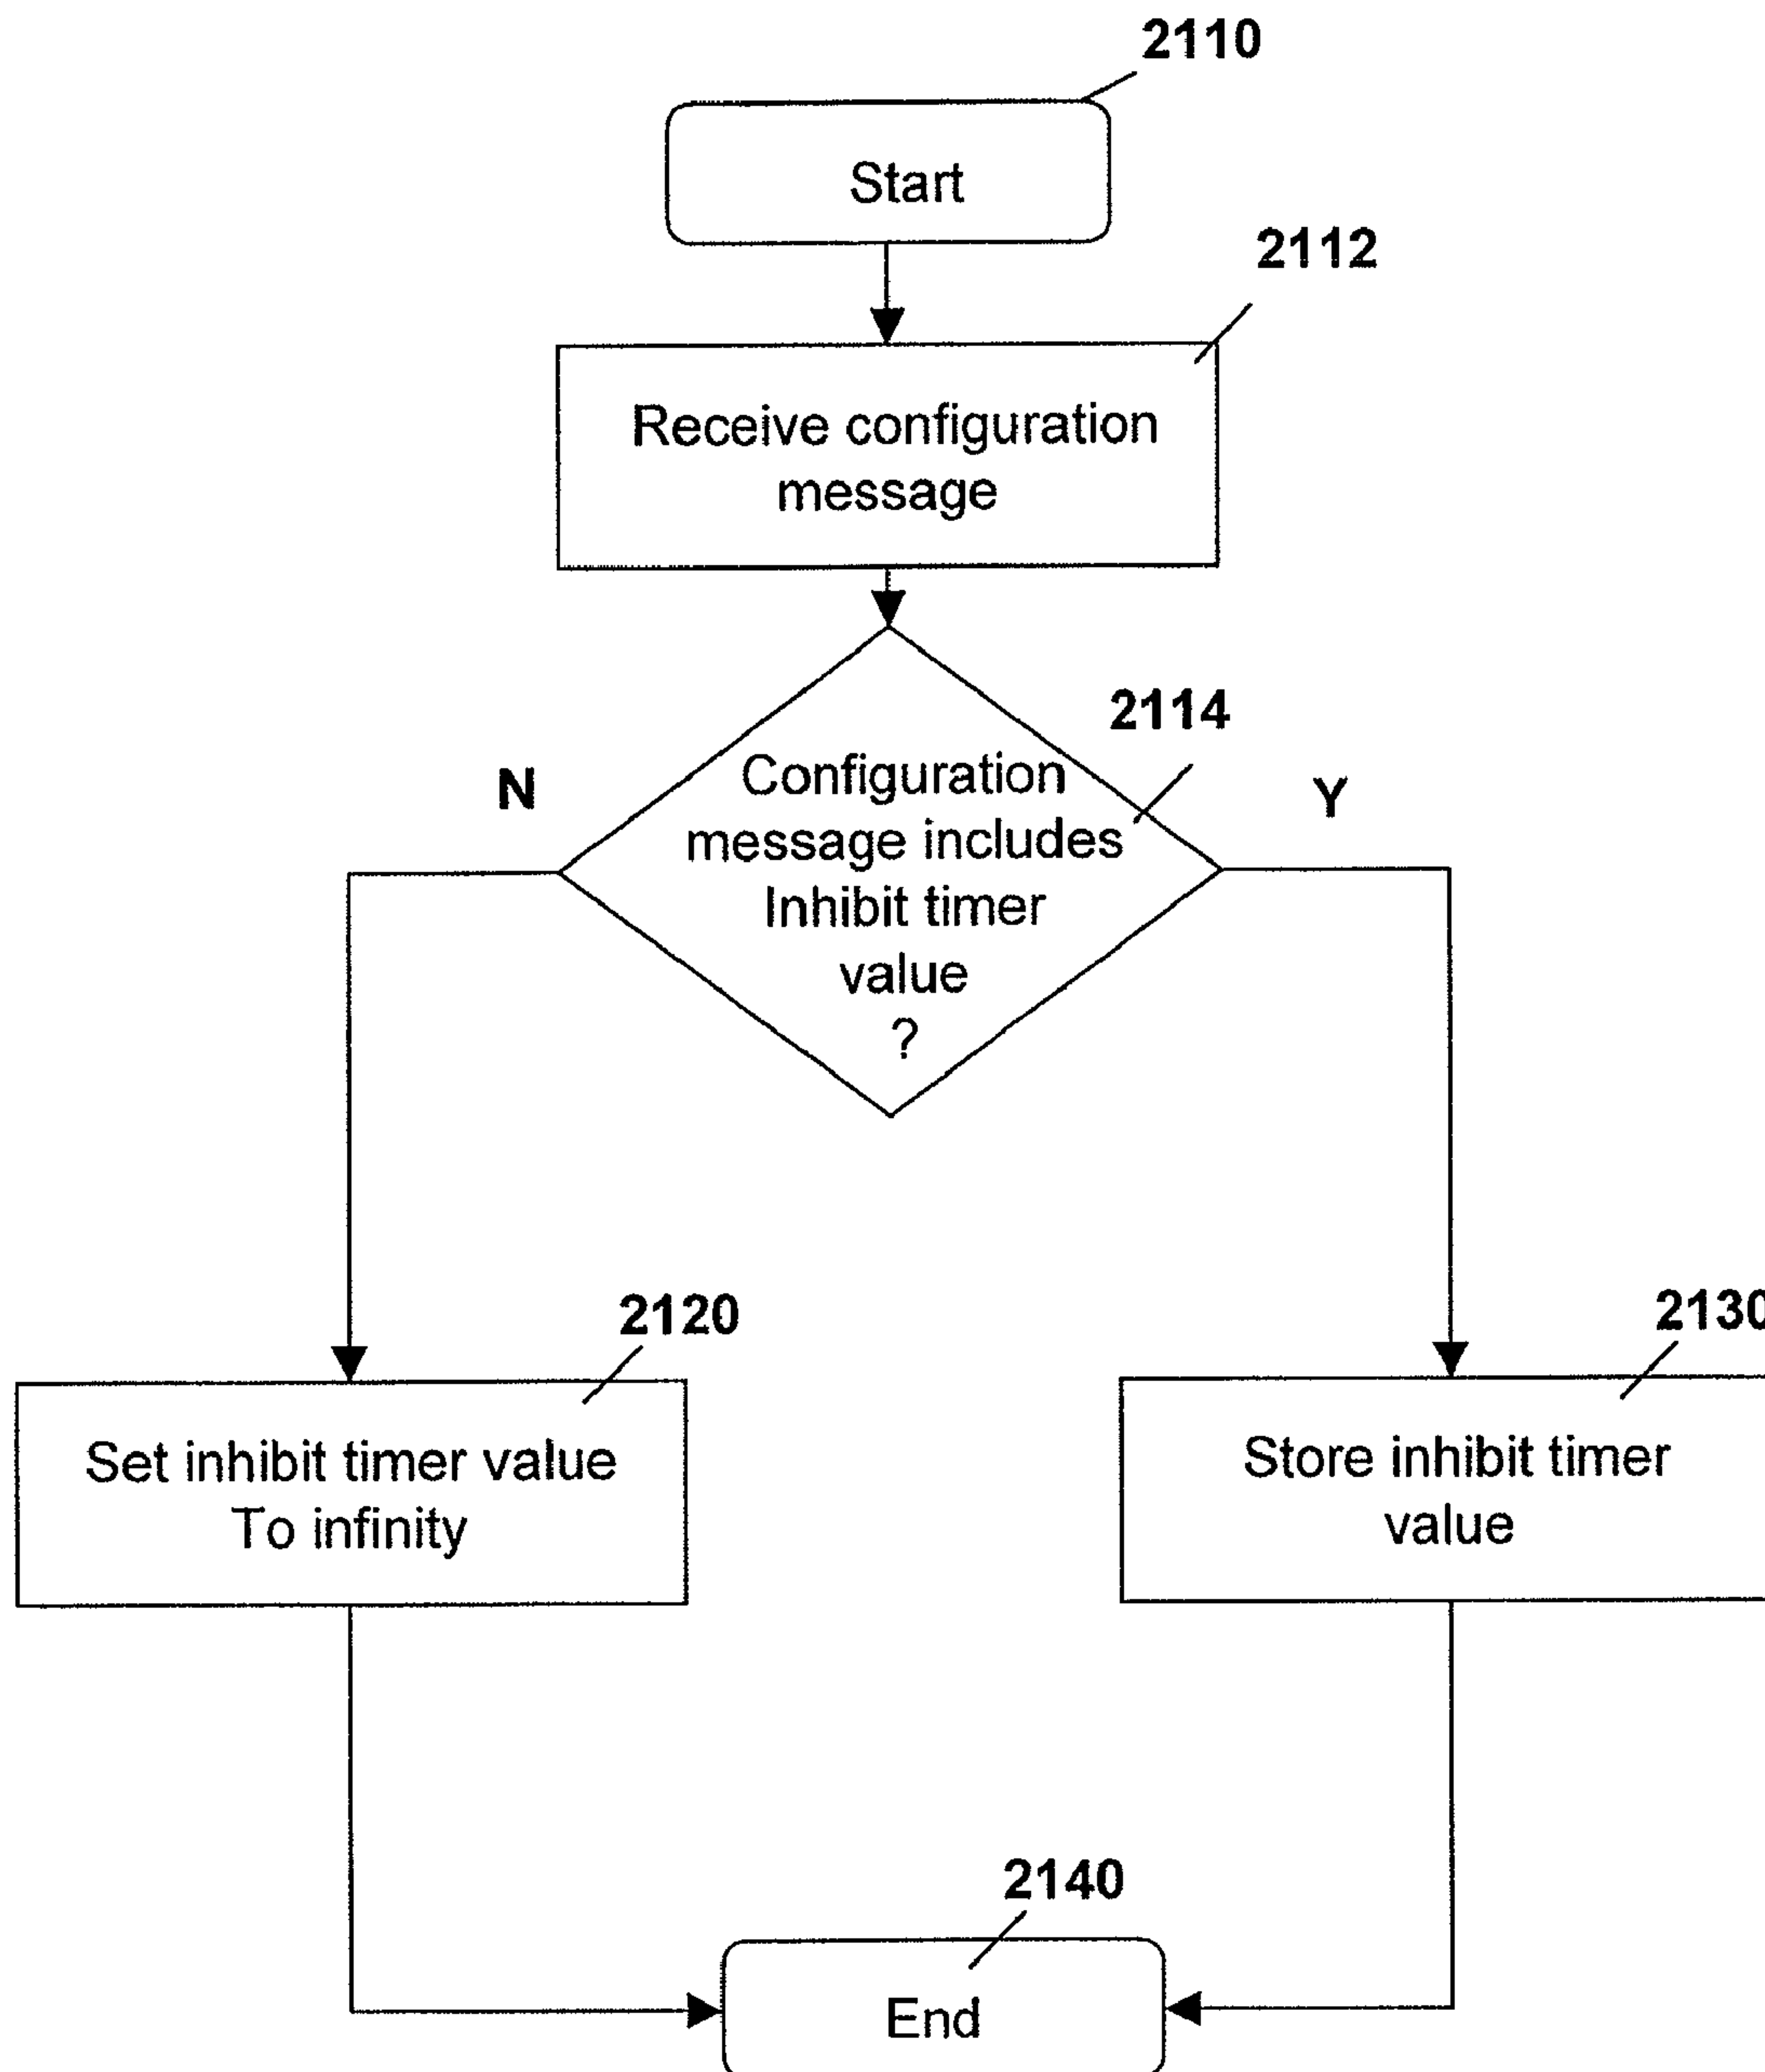 2110
Start
2112
Receive configuration
message
2114
N
Y
Configuration
message includes
Inhibit timer
value
?
2120
2130
Set inhibit timer value
To infinity
Store inhibit timer
value
2140
End